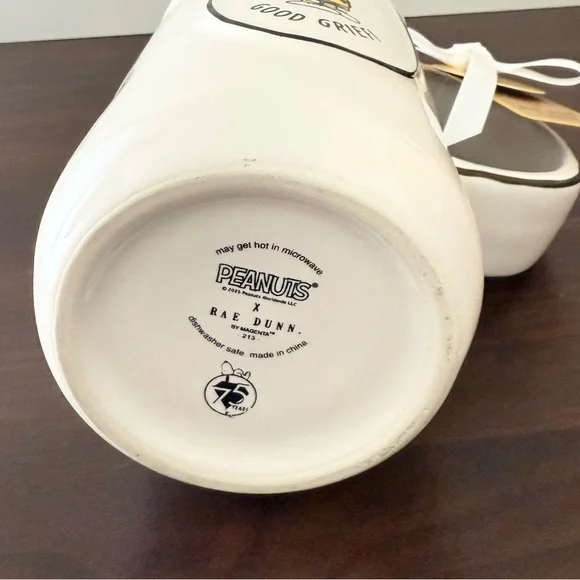 GOOD GRIEF!
may get hot in microwave
PEANUTS®
© 2025 Peanuts Worldwide LLC
X
RAE DUNN.
BY MAGENTA™
213
dishwasher safe made in china
75
YEARS